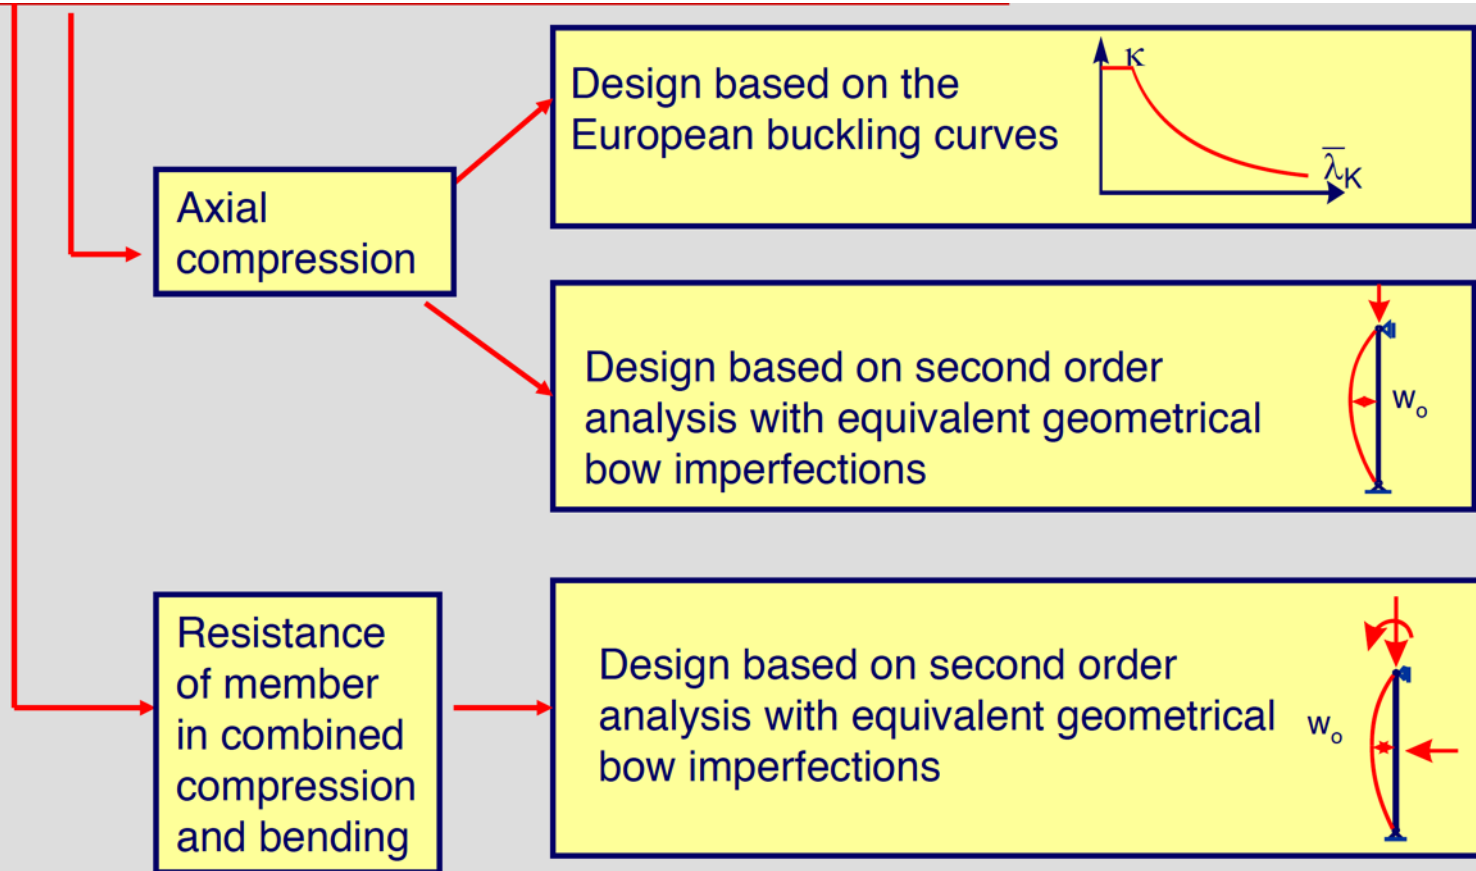 Design based on the
European buckling curves
κ
λ̅K
Axial
compression
Design based on second order
analysis with equivalent geometrical
bow imperfections
wo
Resistance
of member
in combined
compression
and bending
Design based on second order
analysis with equivalent geometrical
bow imperfections
wo